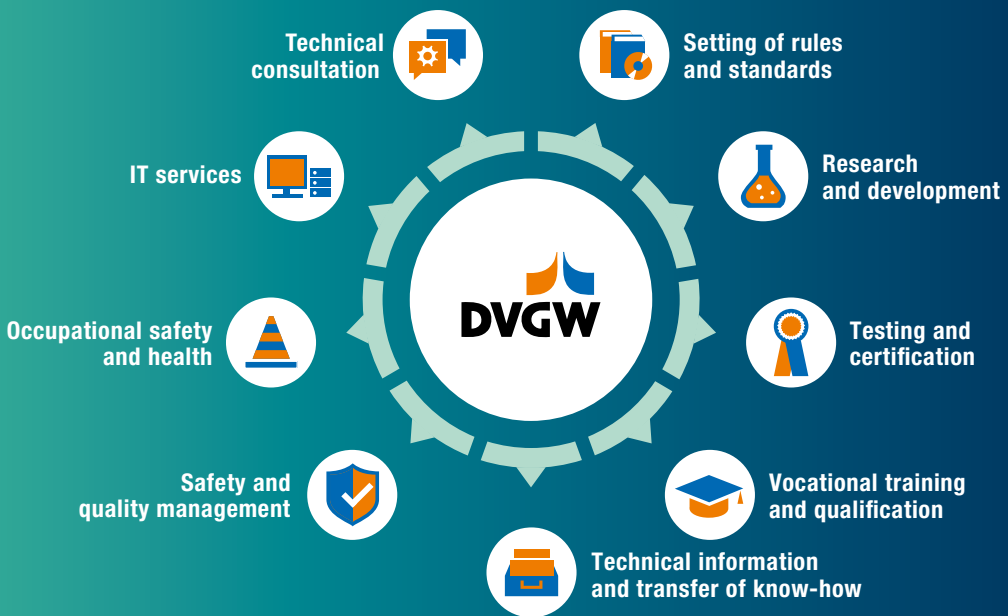 Technical
consultation
Setting of rules
and standards
IT services
Research
and development
DVGW
Occupational safety
and health
Testing and
certification
Safety and
quality management
Vocational training
and qualification
Technical information
and transfer of know-how